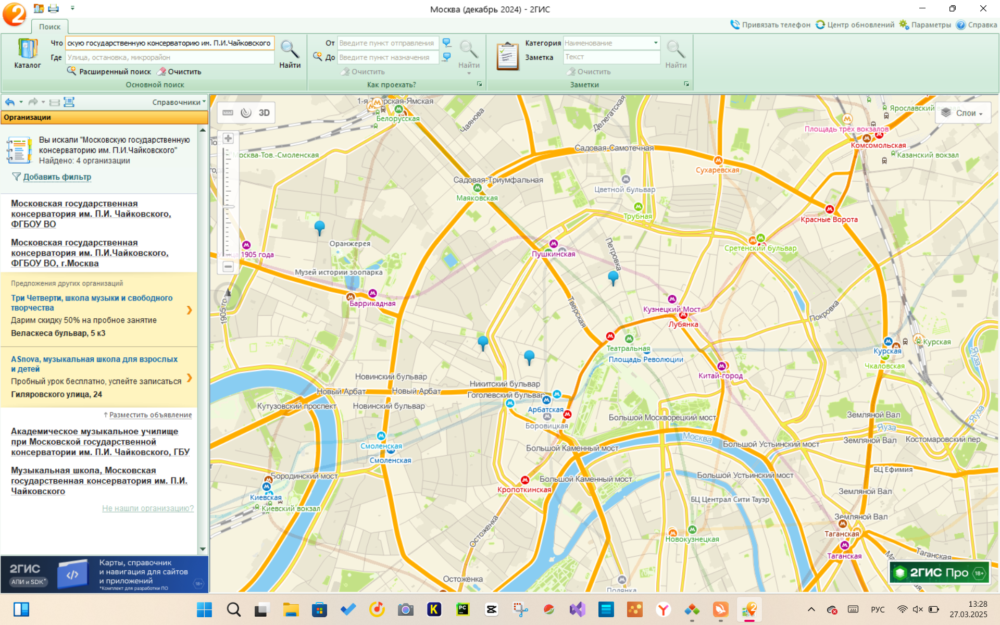 Москва (декабрь 2024) - 2ГИС
Поиск
Привязать телефон
Центр обновлений
Параметры
Справка
Каталог
Что
скую государственную консерваторию им. П.И.Чайковского
Где
Улица, остановка, микрорайон
Расширенный поиск
Очистить
Найти
Основной поиск
От
Введите пункт отправления
До
Введите пункт назначения
Очистить
Найти
Как проехать?
Категория
Наименование
Заметка
Текст
Очистить
Найти
Заметки
Справочники
Организации
Вы искали "Московскую государственную
консерваторию им. П.И.Чайковского"
Найдено: 4 организации
Добавить фильтр
Московская государственная
консерватория им. П.И. Чайковского,
ФГБОУ ВО
Московская государственная
консерватория им. П.И.Чайковского,
ФГБОУ ВО, г.Москва
Предложения других организаций
Три Четверти, школа музыки и свободного
творчества
Дарим скидку 50% на пробное занятие
Веласкеса бульвар, 5 к3
ASnova, музыкальная школа для взрослых
и детей
Пробный урок бесплатно, успейте записаться
Гиляровского улица, 24
↑ Разместить объявление
Академическое музыкальное училище
при Московской государственной
консерватории им. П.И. Чайковского, ГБУ
Музыкальная школа, Московская
государственная консерватория им. П.И.
Чайковского
Не нашли организацию?
2ГИС
АПИ и SDK*
Карты, справочник
и навигация для сайтов
и приложений
*Комплект для разработки ПО
18+
3D
Слои
Белорусская
Чаянова
Делегатская
Ярославский
Площадь трёх вокзалов
Комсомольская
Казанский вокзал
Москва-Тов.-Смоленская
Садовая-Самотечная
Сухаревская
Садовая-Триумфальная
Маяковская
Цветной бульвар
Трубная
Красные Ворота
Сретенский бульвар
Оранжерея
1905 года
Пушкинская
Петровка
Музей истории зоопарка
Баррикадная
Тверская
Кузнецкий Мост
Лубянка
Покровка
Театральная
Площадь Революции
Курская
Курская
Чкаловская
Яуза
Китай-город
Новинский бульвар
Новый Арбат
Новый Арбат
Никитский бульвар
Гоголевский бульвар
Кутузовский проспект
Новинский бульвар
Арбатская
Боровицкая
Большой Москворецкий мост
Земляной Вал
Яуза
Яуза
Москва
Смоленская
Смоленская
Большой Каменный мост
Большой Устьинский мост
Земляной Вал
Костомаровский пер
БЦ Ефимия
Бородинский мост
Большой Каменный мост
Большой Устьинский мост
Киевская
Киевский вокзал
Кропоткинская
БЦ Централ Сити Тауэр
Земляной Вал
Земляной Вал
Остоженка
Новокузнецкая
Таганская
Таганская
Таганская
Остоженка
Полянка
2ГИС Про
18+
РУС
13:28
27.03.2025